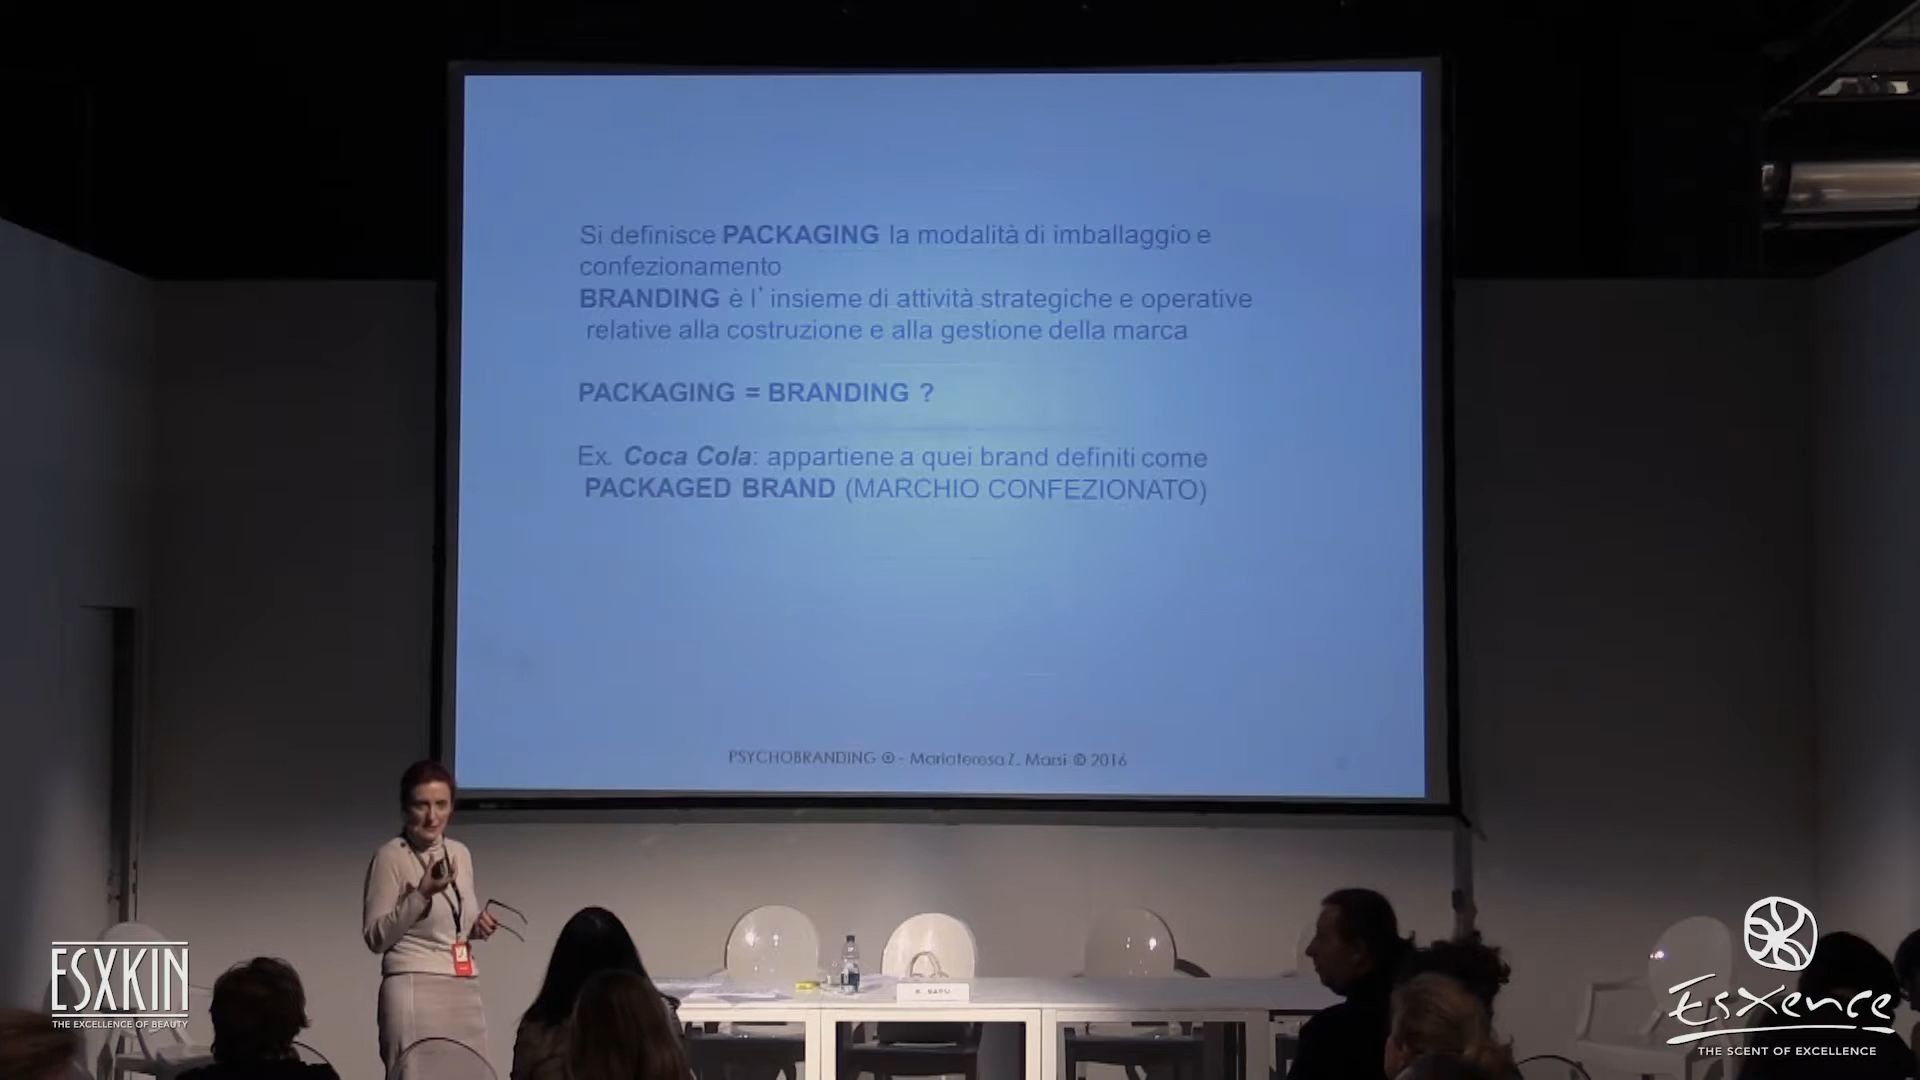 Si definisce PACKAGING la modalità di imballaggio e
confezionamento
BRANDING è l' insieme di attività strategiche e operative
relative alla costruzione e alla gestione della marca
PACKAGING = BRANDING ?
Ex. Coca Cola: appartiene a quei brand definiti come
PACKAGED BRAND (MARCHIO CONFEZIONATO)
PSYCHOBRANDING ® - Mariateresa Z. Marsi © 2016
ESXKIN
THE EXCELLENCE OF BEAUTY
Esxence
THE SCENT OF EXCELLENCE